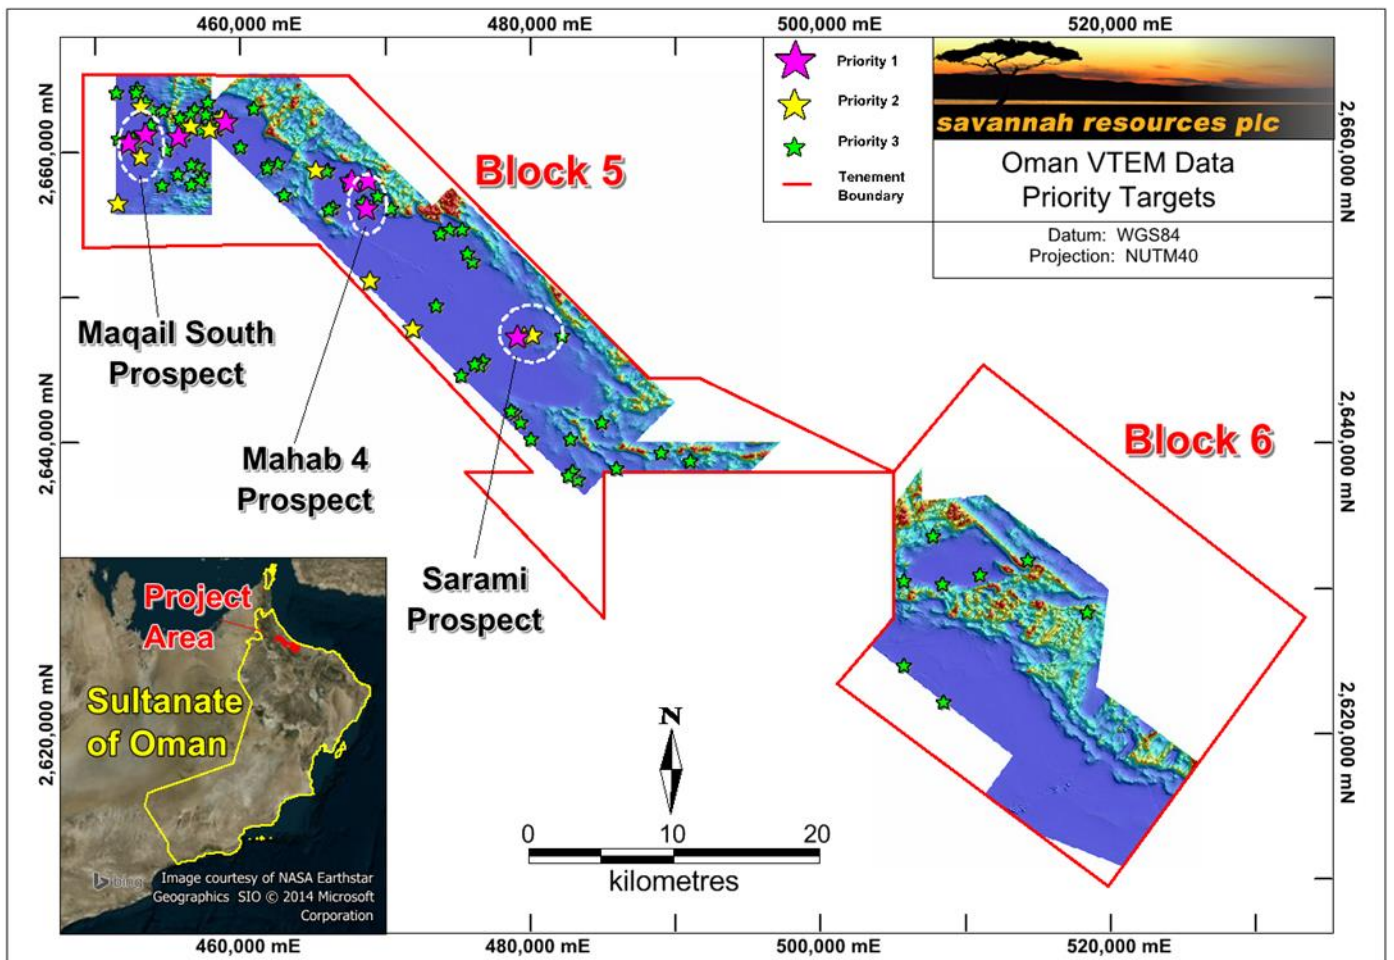 460,000 mE
480,000 mE
500,000 mE
520,000 mE
2,660,000 mN
2,640,000 mN
2,620,000 mN
2,660,000 mN
2,640,000 mN
2,620,000 mN
Priority 1
Priority 2
Priority 3
Tenement
Boundary
savannah resources plc
Oman VTEM Data
Priority Targets
Datum: WGS84
Projection: NUTM40
Block 5
Block 6
Maqail South
Prospect
Mahab 4
Prospect
Sarami
Prospect
Project
Area
Sultanate
of Oman
bing
Image courtesy of NASA Earthstar
Geographics SIO © 2014 Microsoft
Corporation
N
0
10
20
kilometres
460,000 mE
480,000 mE
500,000 mE
520,000 mE